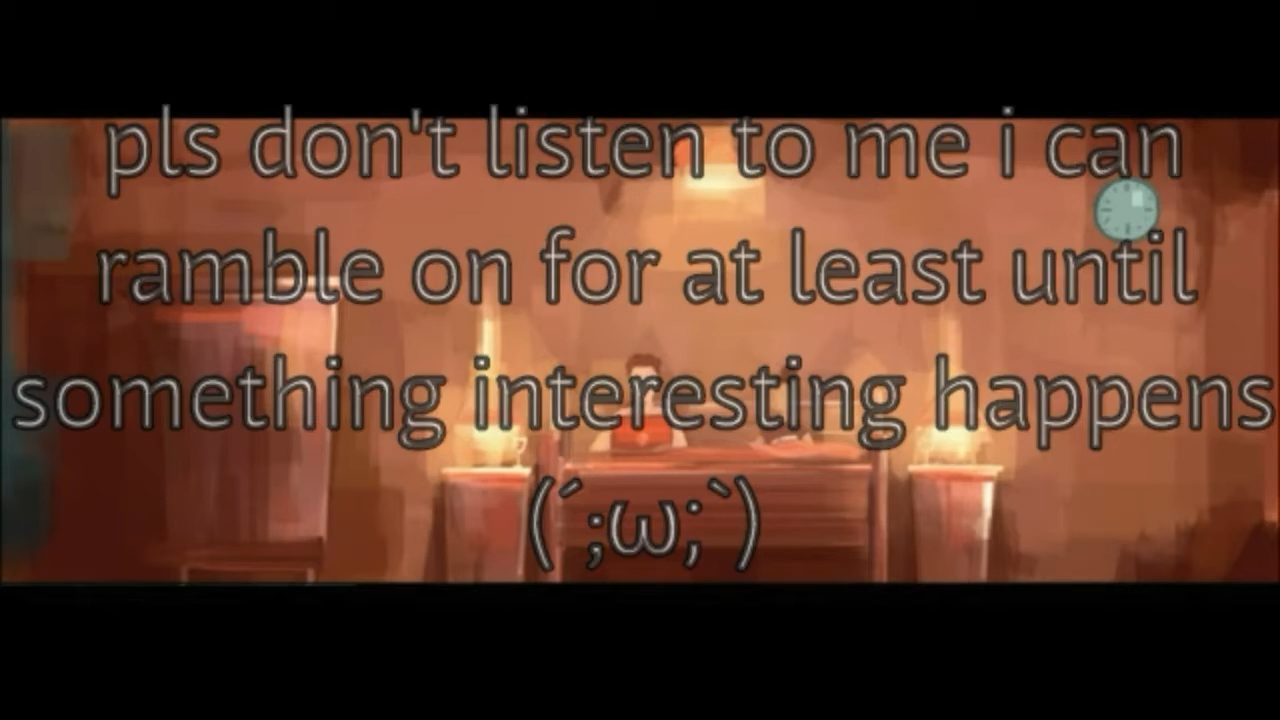 pls don't listen to me i can
ramble on for at least until
something interesting happens
(´;ω;`)